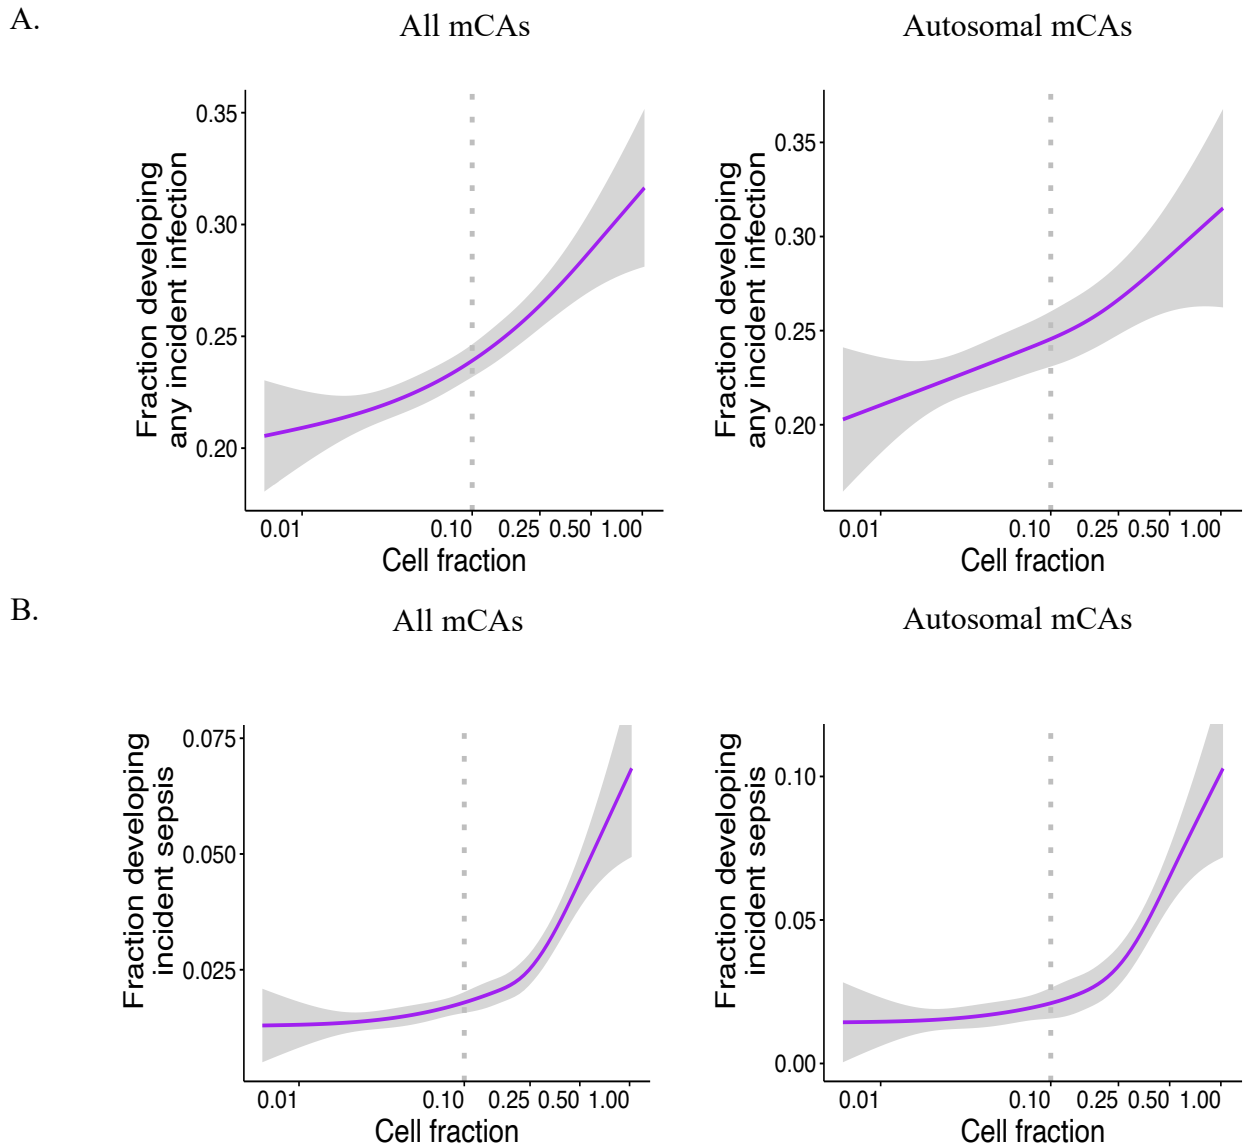 A.
All mCAs
Autosomal mCAs
Fraction developing
any incident infection
0.35
0.30
0.25
0.20
0.01
0.10
0.25
0.50
1.00
Cell fraction
Fraction developing
any incident infection
0.35
0.30
0.25
0.20
0.01
0.10
0.25
0.50
1.00
Cell fraction
B.
All mCAs
Autosomal mCAs
Fraction developing
incident sepsis
0.075
0.050
0.025
0.01
0.10
0.25
0.50
1.00
Cell fraction
Fraction developing
incident sepsis
0.10
0.05
0.00
0.01
0.10
0.25
0.50
1.00
Cell fraction